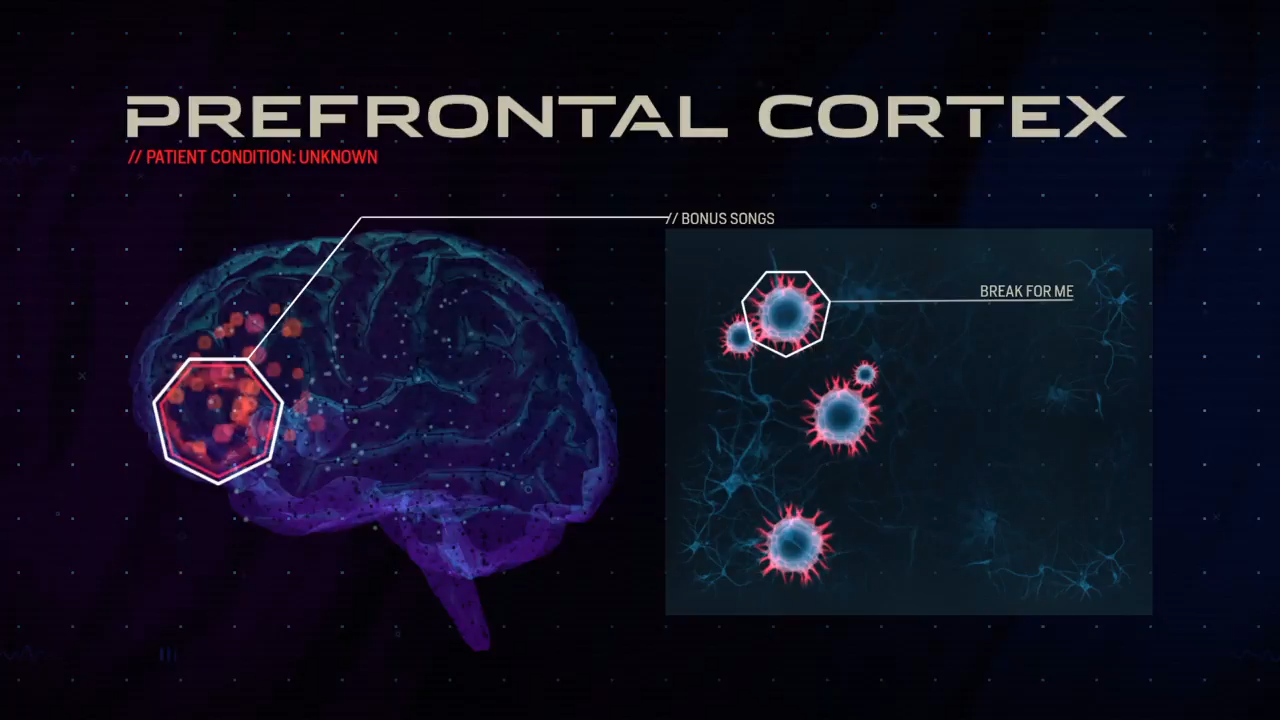 PREFRONTAL CORTEX
// PATIENT CONDITION: UNKNOWN
// BONUS SONGS
BREAK FOR ME